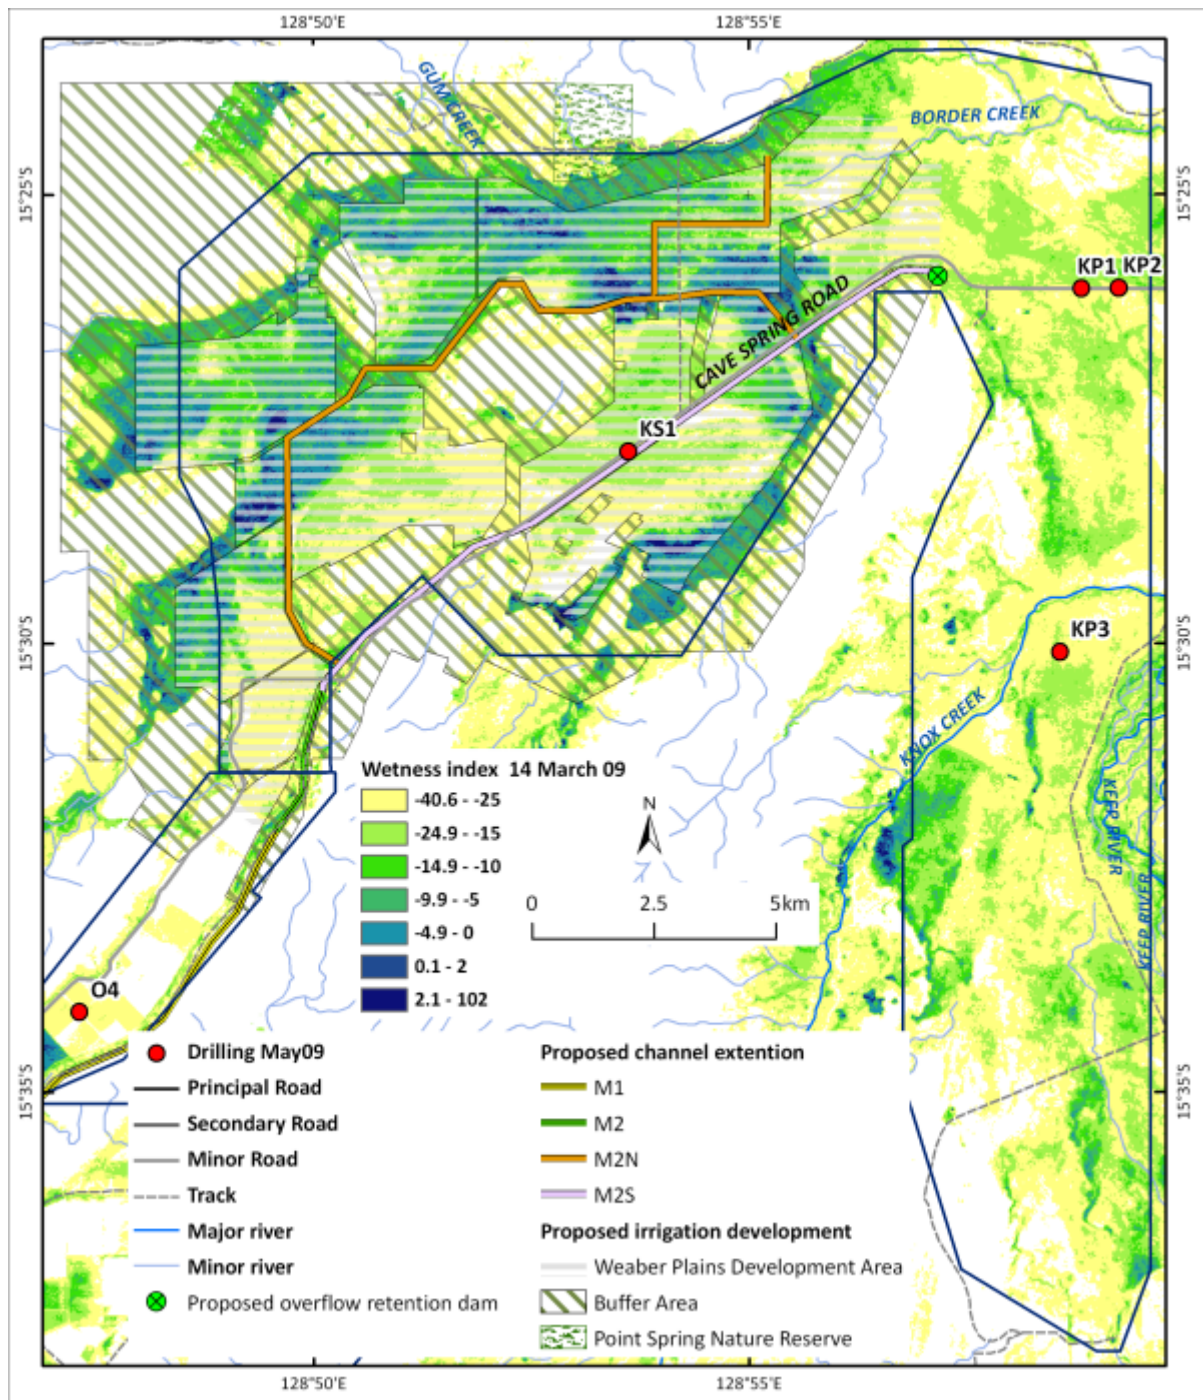 128°50'E
128°55'E
GUM CREEK
BORDER CREEK
15°25'S
15°25'S
KP1
KP2
CAVE SPRING ROAD
KS1
15°30'S
15°30'S
KP3
KNOX CREEK
KEEP RIVER
KEEP RIVER
Wetness index 14 March 09
-40.6 - -25
-24.9 - -15
-14.9 - -10
-9.9 - -5
-4.9 - 0
0.1 - 2
2.1 - 102
N
0 2.5 5km
O4
15°35'S
15°35'S
Drilling May09
Principal Road
Secondary Road
Minor Road
Track
Major river
Minor river
Proposed overflow retention dam
Proposed channel extention
M1
M2
M2N
M2S
Proposed irrigation development
Weaber Plains Development Area
Buffer Area
Point Spring Nature Reserve
128°50'E
128°55'E